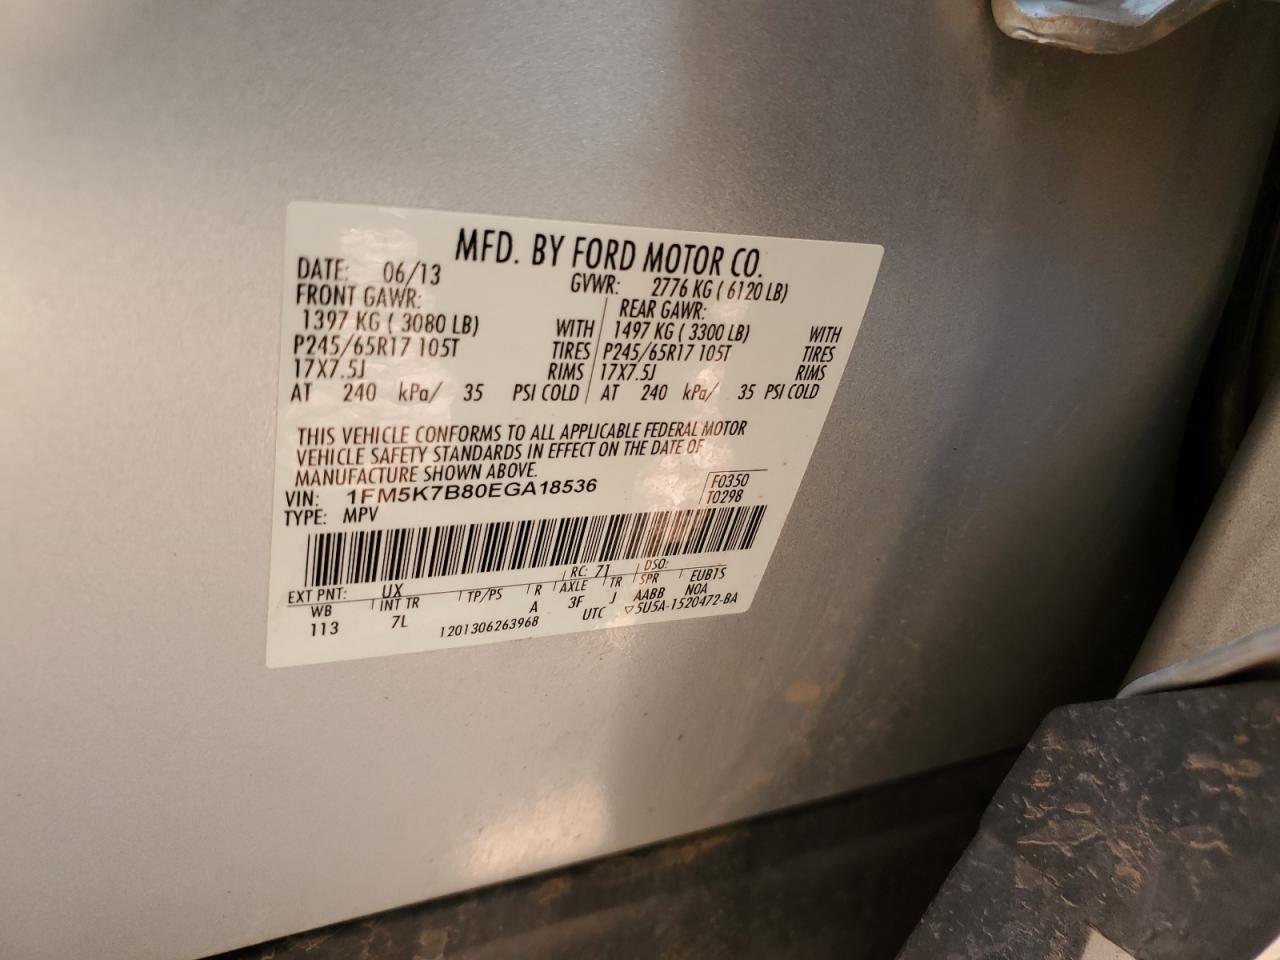 MFD. BY FORD MOTOR CO.
DATE: 06/13 GVWR: 2776 KG ( 6120 LB)
FRONT GAWR: REAR GAWR:
1397 KG ( 3080 LB) WITH 1497 KG ( 3300 LB) WITH
P245/65R17 105T TIRES P245/65R17 105T TIRES
17X7.5J RIMS 17X7.5J RIMS
AT 240 kPa/ 35 PSI COLD AT 240 kPa/ 35 PSI COLD
THIS VEHICLE CONFORMS TO ALL APPLICABLE FEDERAL MOTOR
VEHICLE SAFETY STANDARDS IN EFFECT ON THE DATE OF
MANUFACTURE SHOWN ABOVE.
VIN: 1FM5K7B80EGA18536 F0350
TYPE: MPV T0298
EXT PNT: UX RC: 71 DSO:
WB INT TR TP/PS R AXLE TR SPR EUB1S
113 7L A 3F J AABB N0A
1201306263968 UTC ▽5U5A-1520472-BA